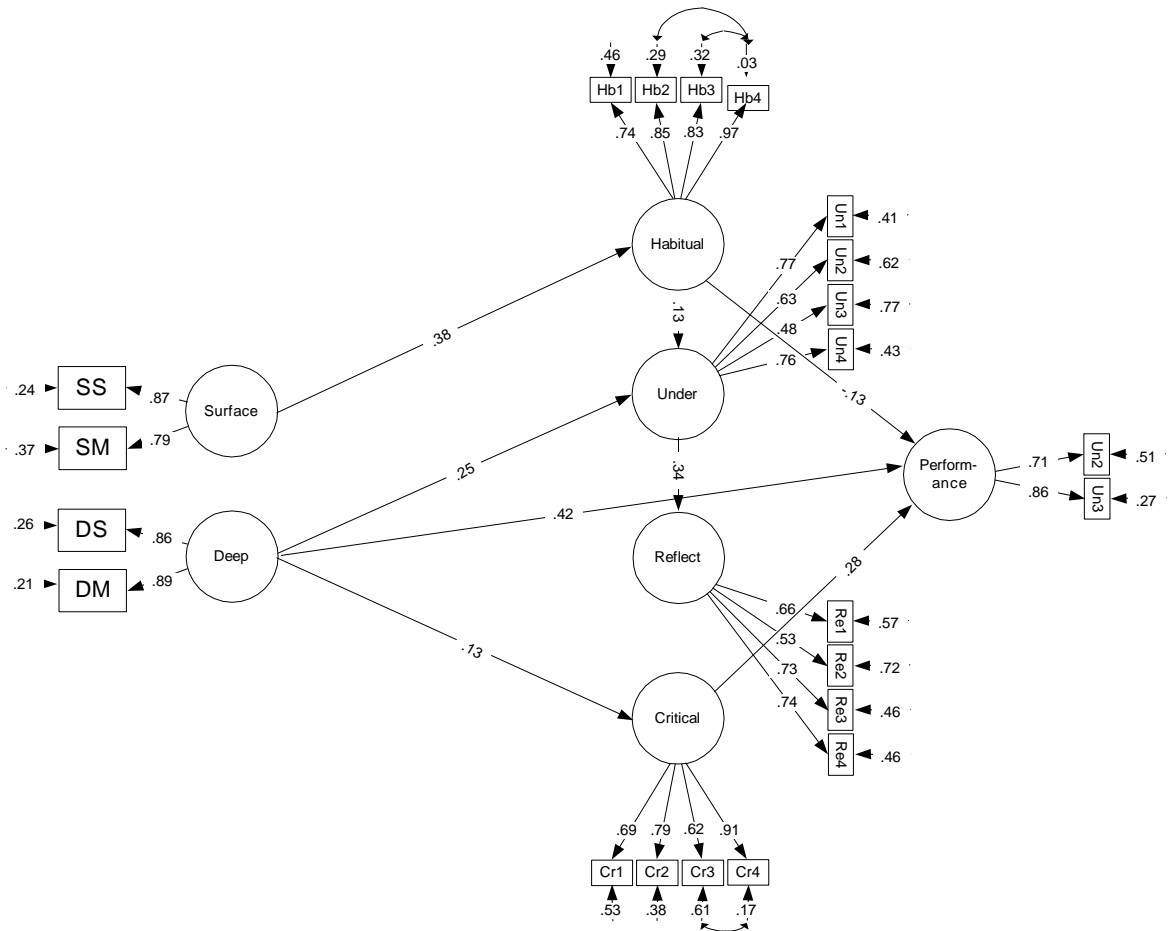 .46
.29
.32
.03
Hb1
Hb2
Hb3
Hb4
.74
.85
.83
.97
Habitual
Un1
.41
.77
Un2
.62
.63
Un3
.77
.48
Un4
.43
.76
.13
.38
Under
-.13
.24
SS
.87
Surface
.37
SM
.79
.25
.34
Perform-
ance
.71
Un2
.51
.86
Un3
.27
.26
DS
.86
Deep
.21
DM
.89
.42
Reflect
.28
.66
Re1
.57
.53
Re2
.72
.73
Re3
.46
.74
Re4
.46
.13
Critical
.69
.79
.62
.91
Cr1
Cr2
Cr3
Cr4
.53
.38
.61
.17